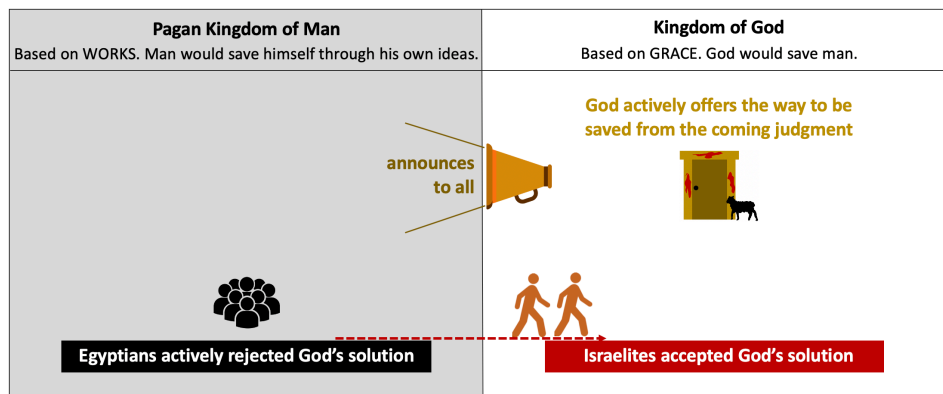 Pagan Kingdom of Man
Based on WORKS. Man would save himself through his own ideas.
Kingdom of God
Based on GRACE. God would save man.
God actively offers the way to be
saved from the coming judgment
announces
to all
Egyptians actively rejected God’s solution
Israelites accepted God’s solution